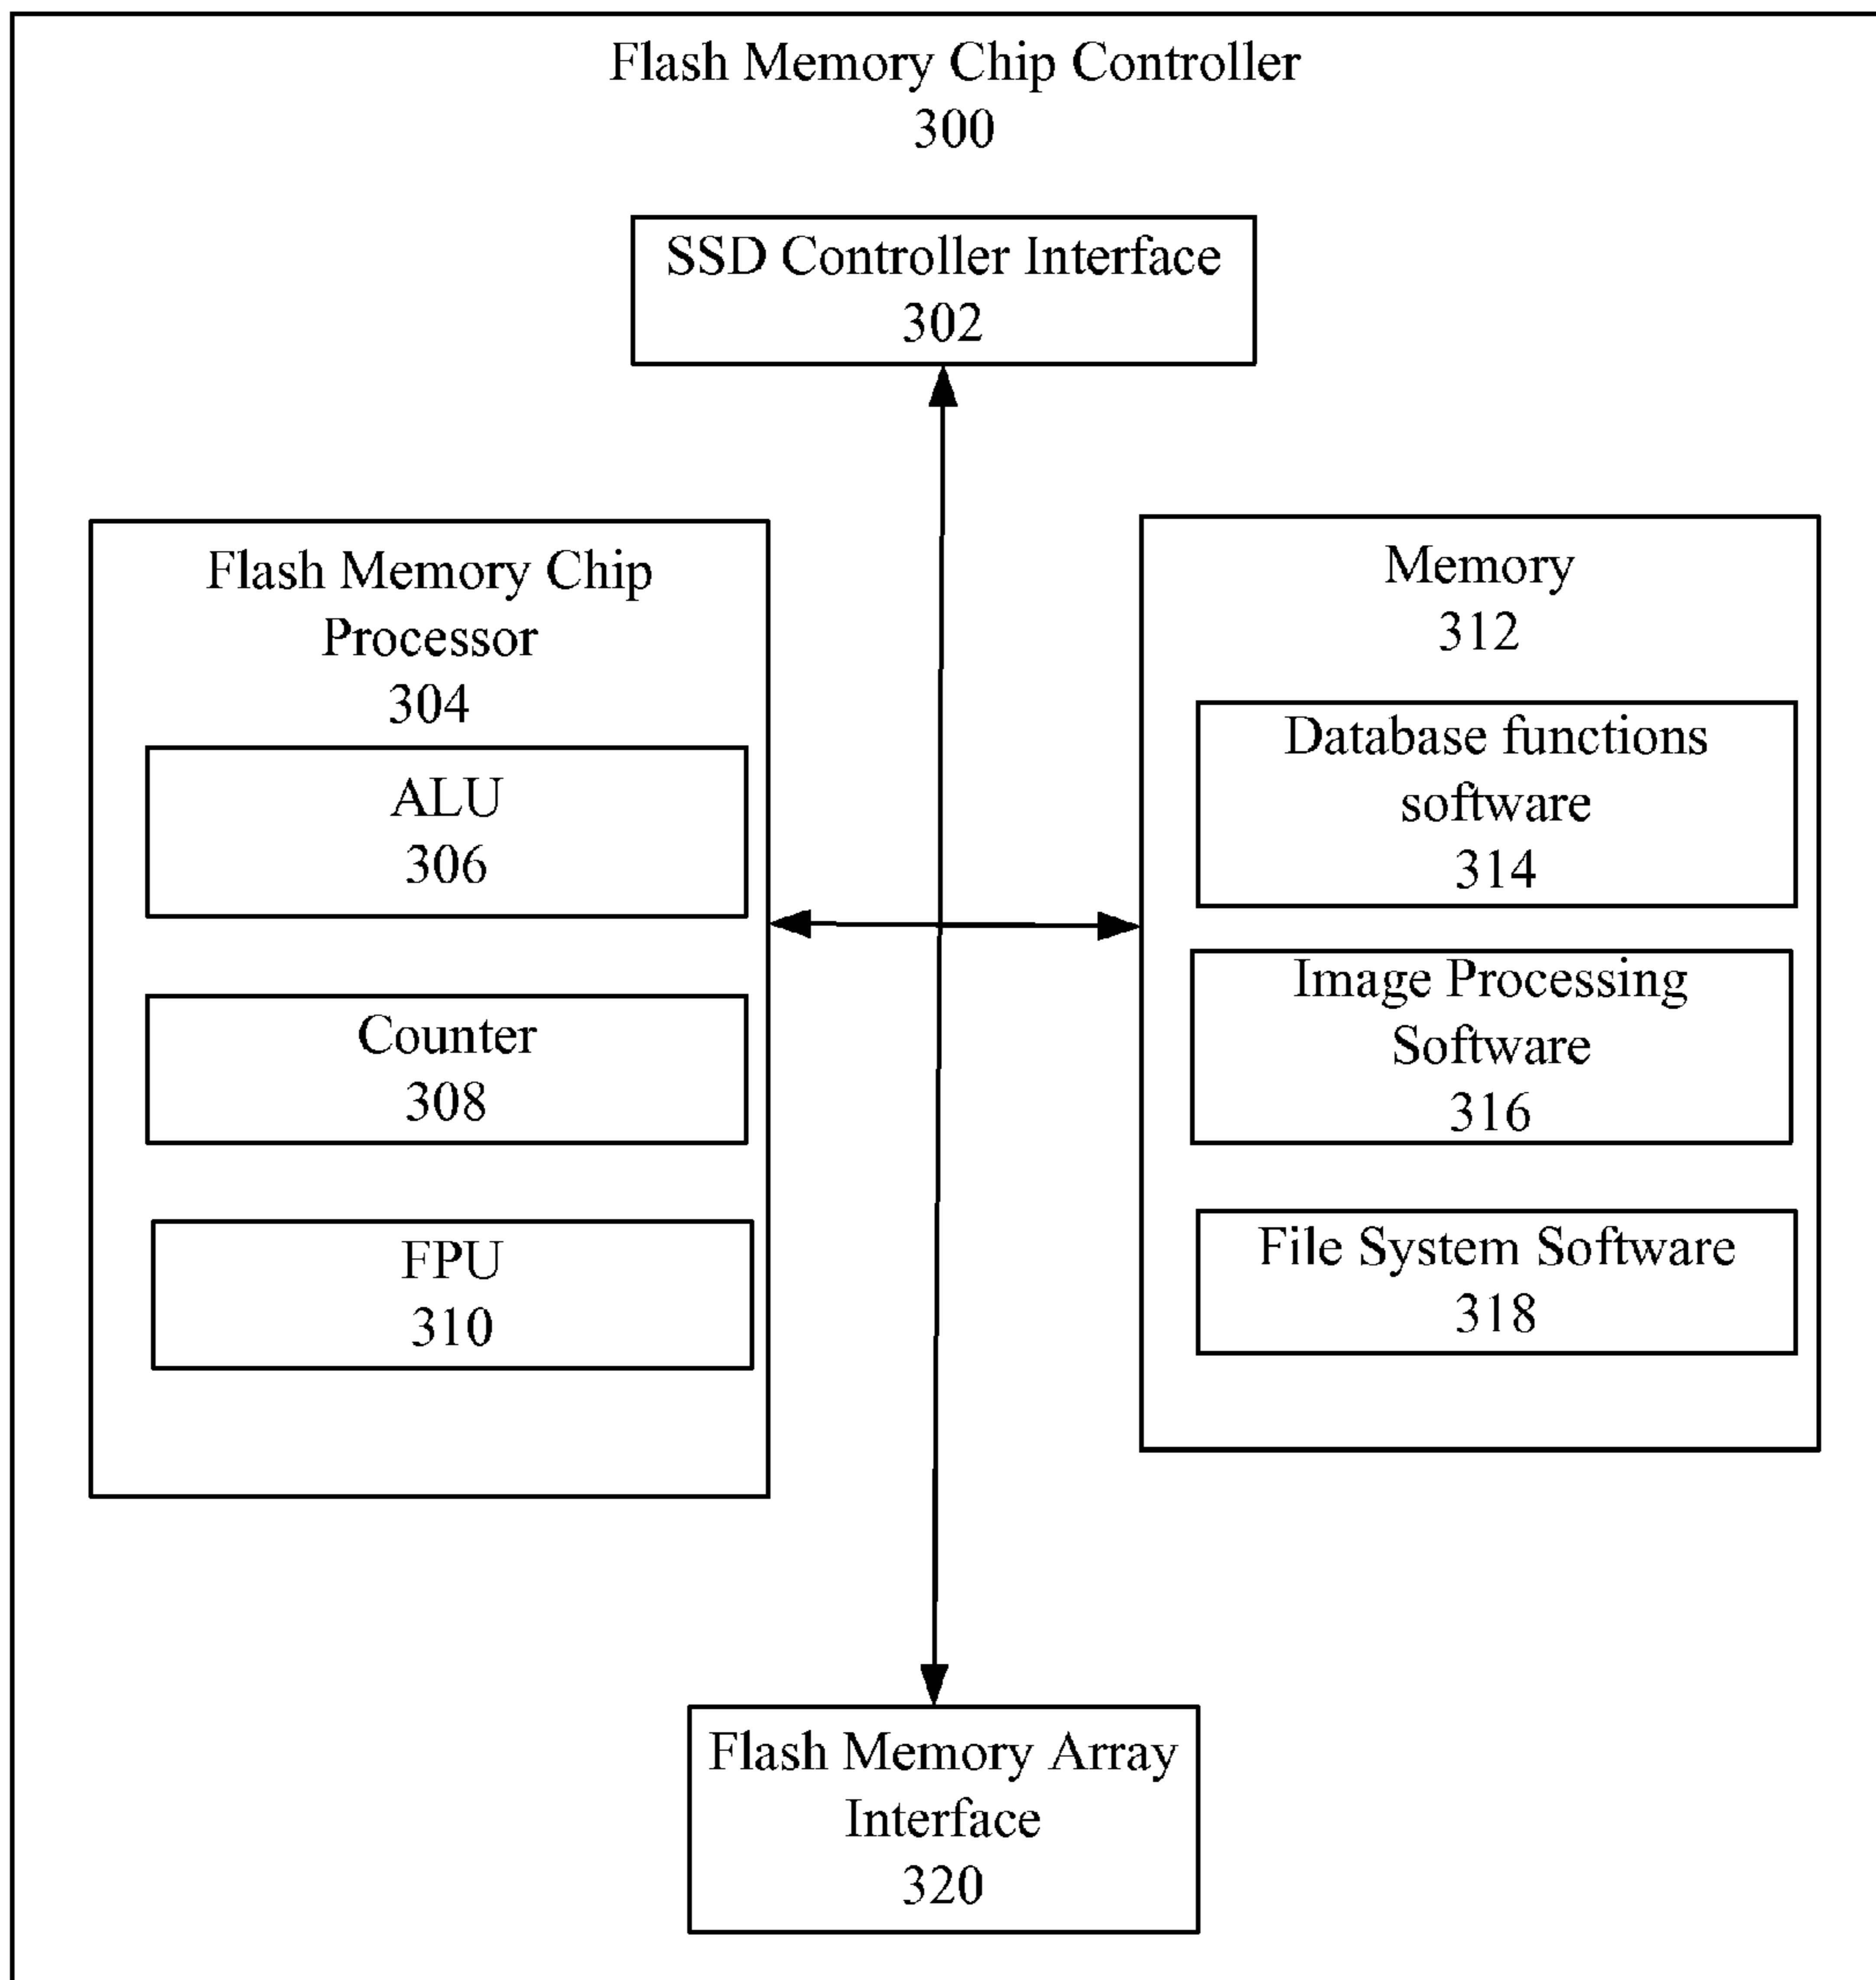 Flash Memory Chip Controller
300
SSD Controller Interface
302
Flash Memory Chip
Processor
304
ALU
306
Counter
308
FPU
310
Memory
312
Database functions
software
314
Image Processing
Software
316
File System Software
318
Flash Memory Array
Interface
320